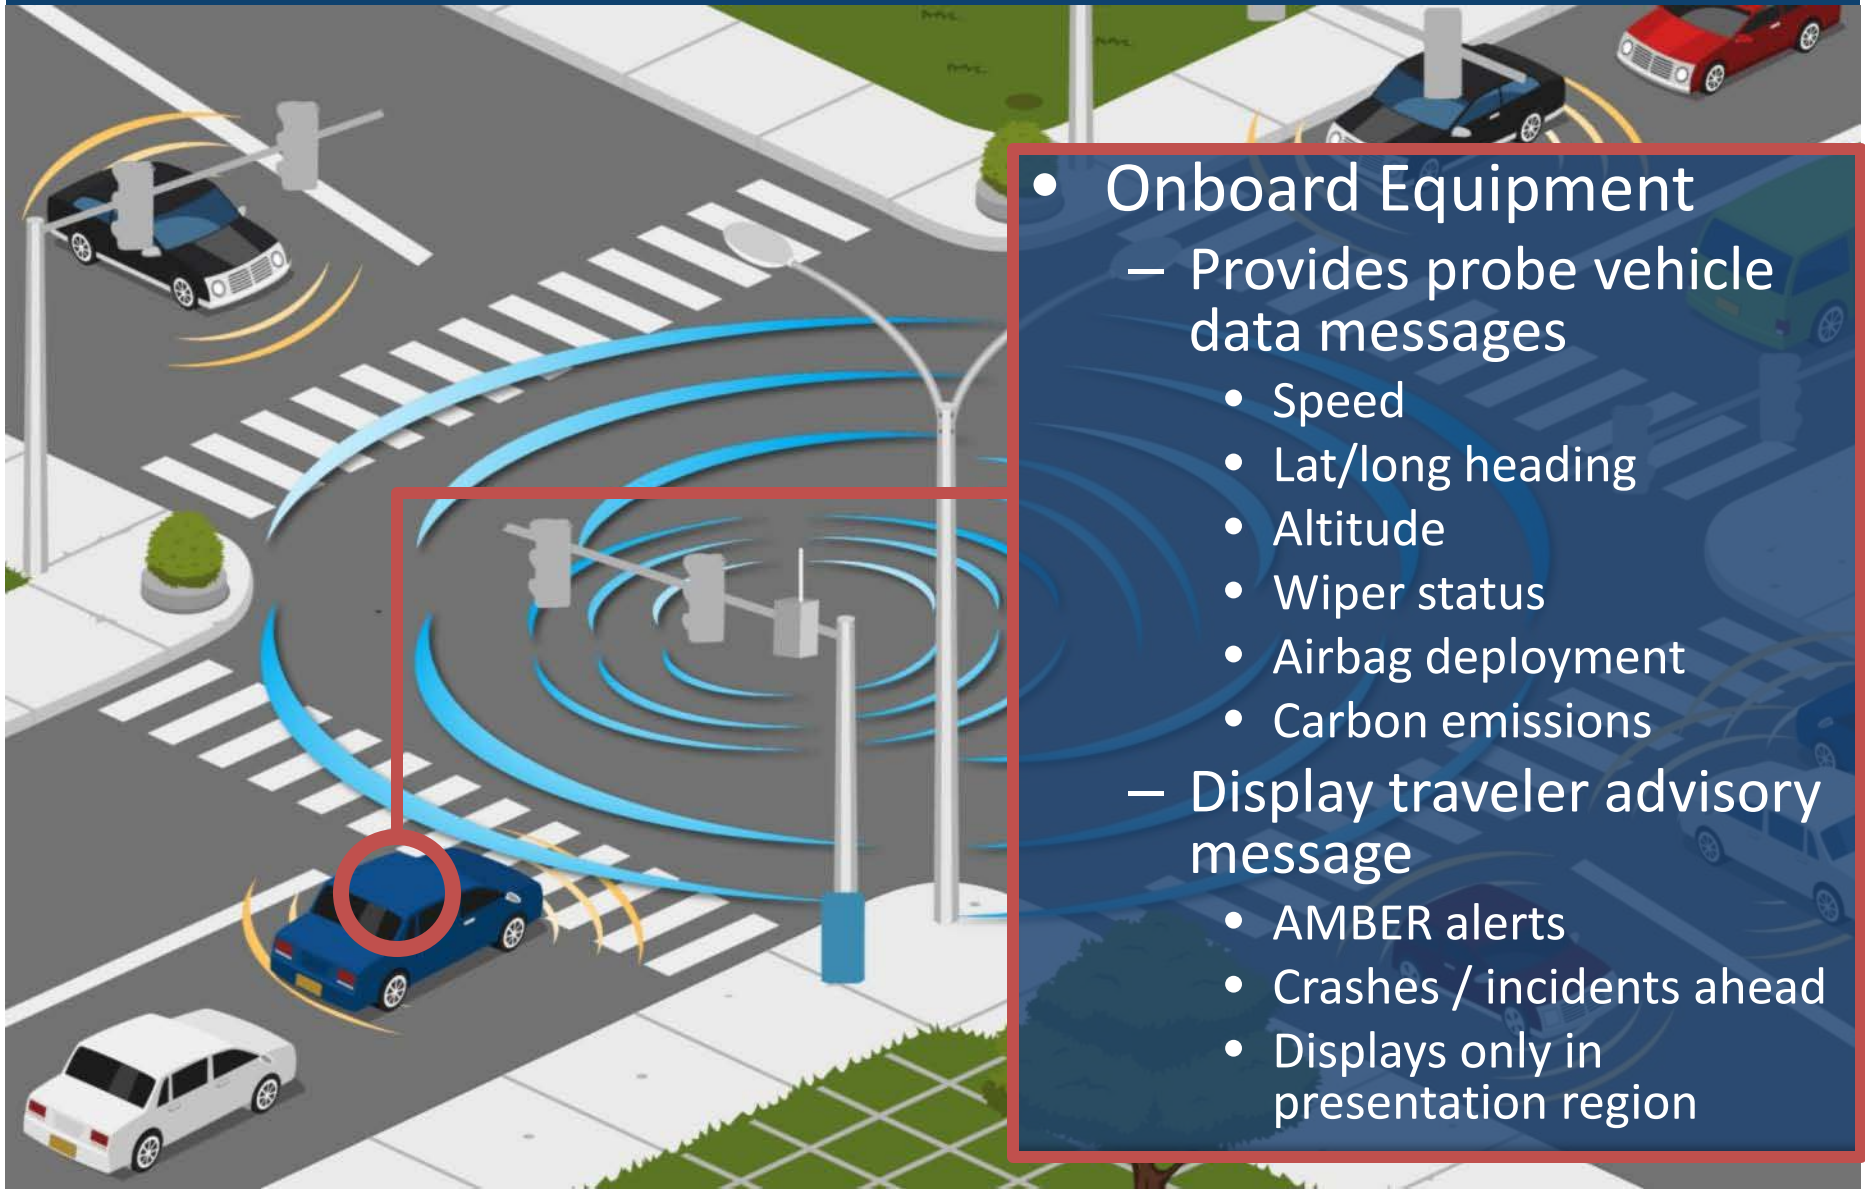 • Onboard Equipment
– Provides probe vehicle
data messages
• Speed
• Lat/long heading
• Altitude
• Wiper status
• Airbag deployment
• Carbon emissions
– Display traveler advisory
message
• AMBER alerts
• Crashes / incidents ahead
• Displays only in
presentation region